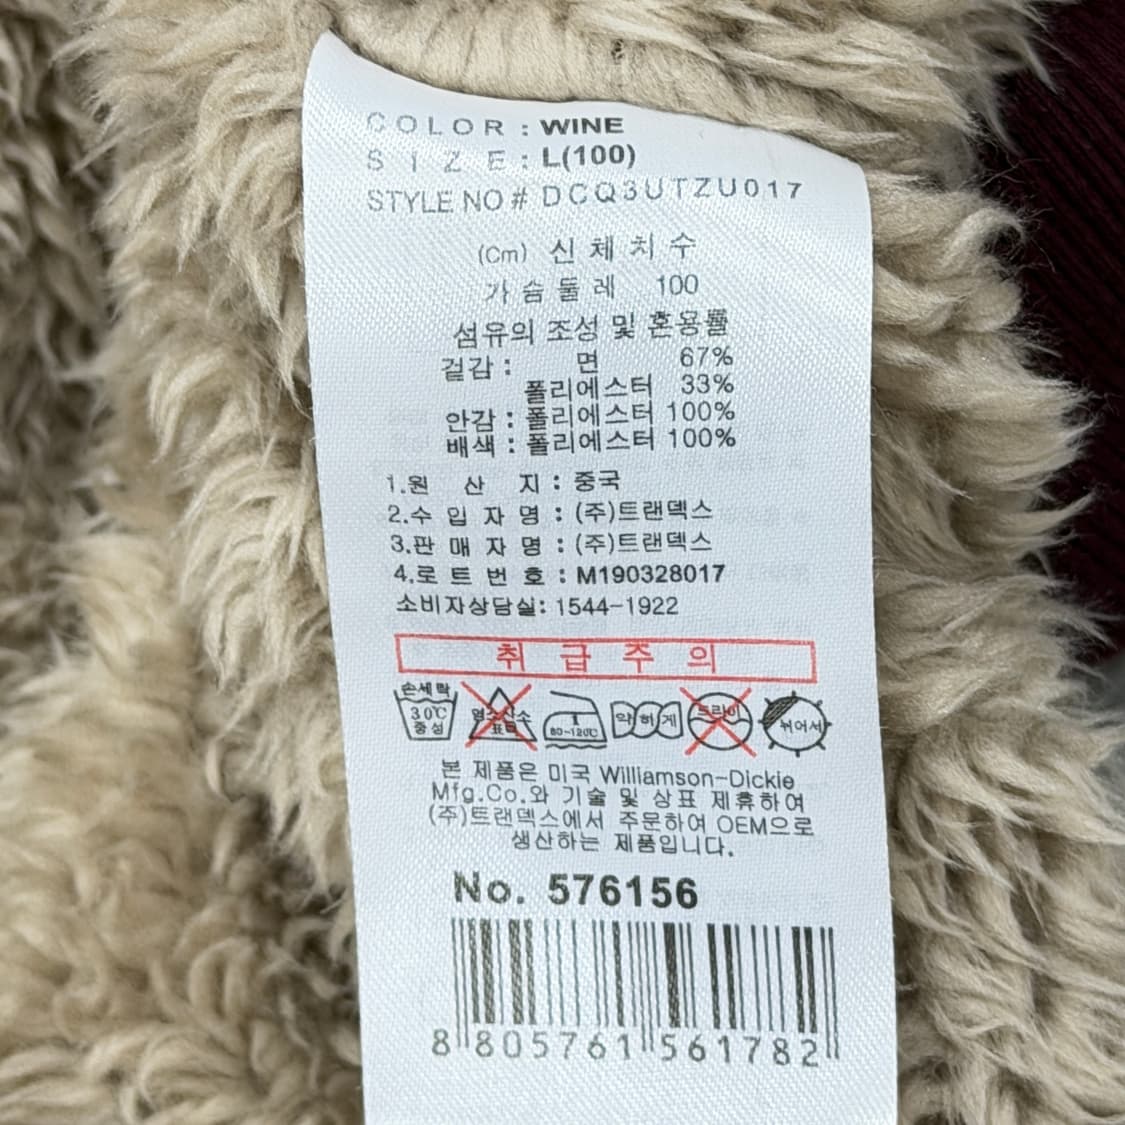 COLOR : WINE
SIZE : L(100)
STYLE NO # DCQ3UTZU017
(Cm) 신 체 치 수
가 슴 둘 레 100
섬유의 조성 및 혼용률
겉감 : 면 67%
폴리에스터 33%
안감 : 폴리에스터 100%
배색 : 폴리에스터 100%
1.원 산 지 : 중국
2.수 입 자 명 : (주)트랜덱스
3.판 매 자 명 : (주)트랜덱스
4.로 트 번 호 : M190328017
소비자상담실: 1544-1922
취 급 주 의
손세탁 30℃ 중성
염소산소 표백
80-120℃
약하게
드라이
뉘어서
본 제품은 미국 Williamson-Dickie
Mfg.Co.와 기술 및 상표 제휴하여
(주)트랜덱스에서 주문하여 OEM으로
생산하는 제품입니다.
No. 576156
8 805761 561782